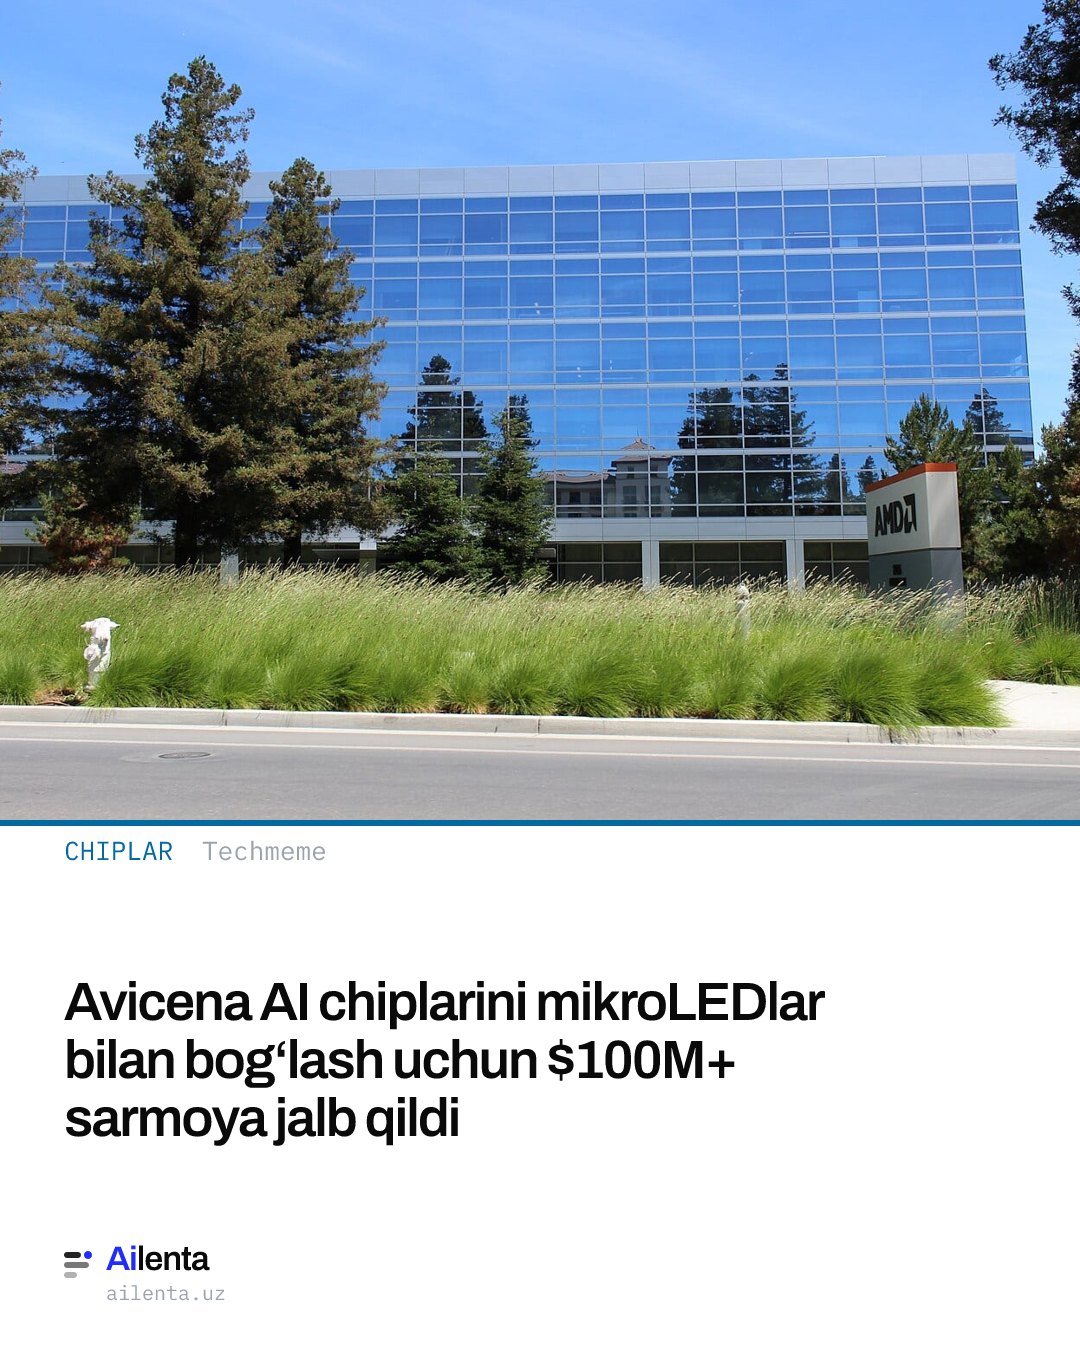 AMD
CHIPLAR Techmeme
Avicena AI chiplarini mikroLEDlar
bilan bog‘lash uchun $100M+
sarmoya jalb qildi
Ailenta
ailenta.uz